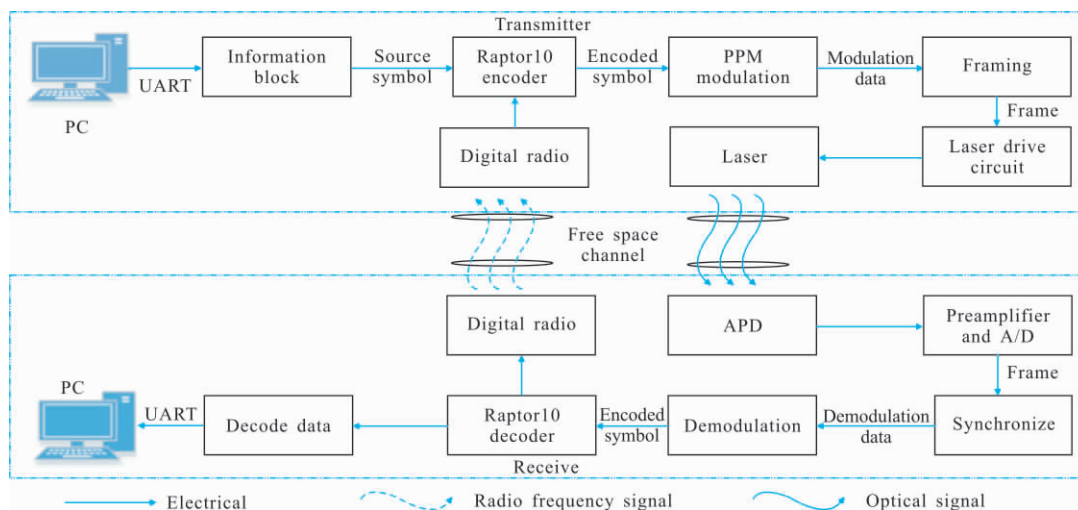 Transmitter
PC
UART
Information
block
Source
symbol
Raptor10
encoder
Encoded
symbol
PPM
modulation
Modulation
data
Framing
Frame
Digital radio
Laser
Laser drive
circuit
Free space
channel
Digital radio
APD
Preamplifier
and A/D
Frame
PC
UART
Decode data
Raptor10
decoder
Encoded
symbol
Demodulation
Demodulation
data
Synchronize
Receive
Electrical
Radio frequency signal
Optical signal